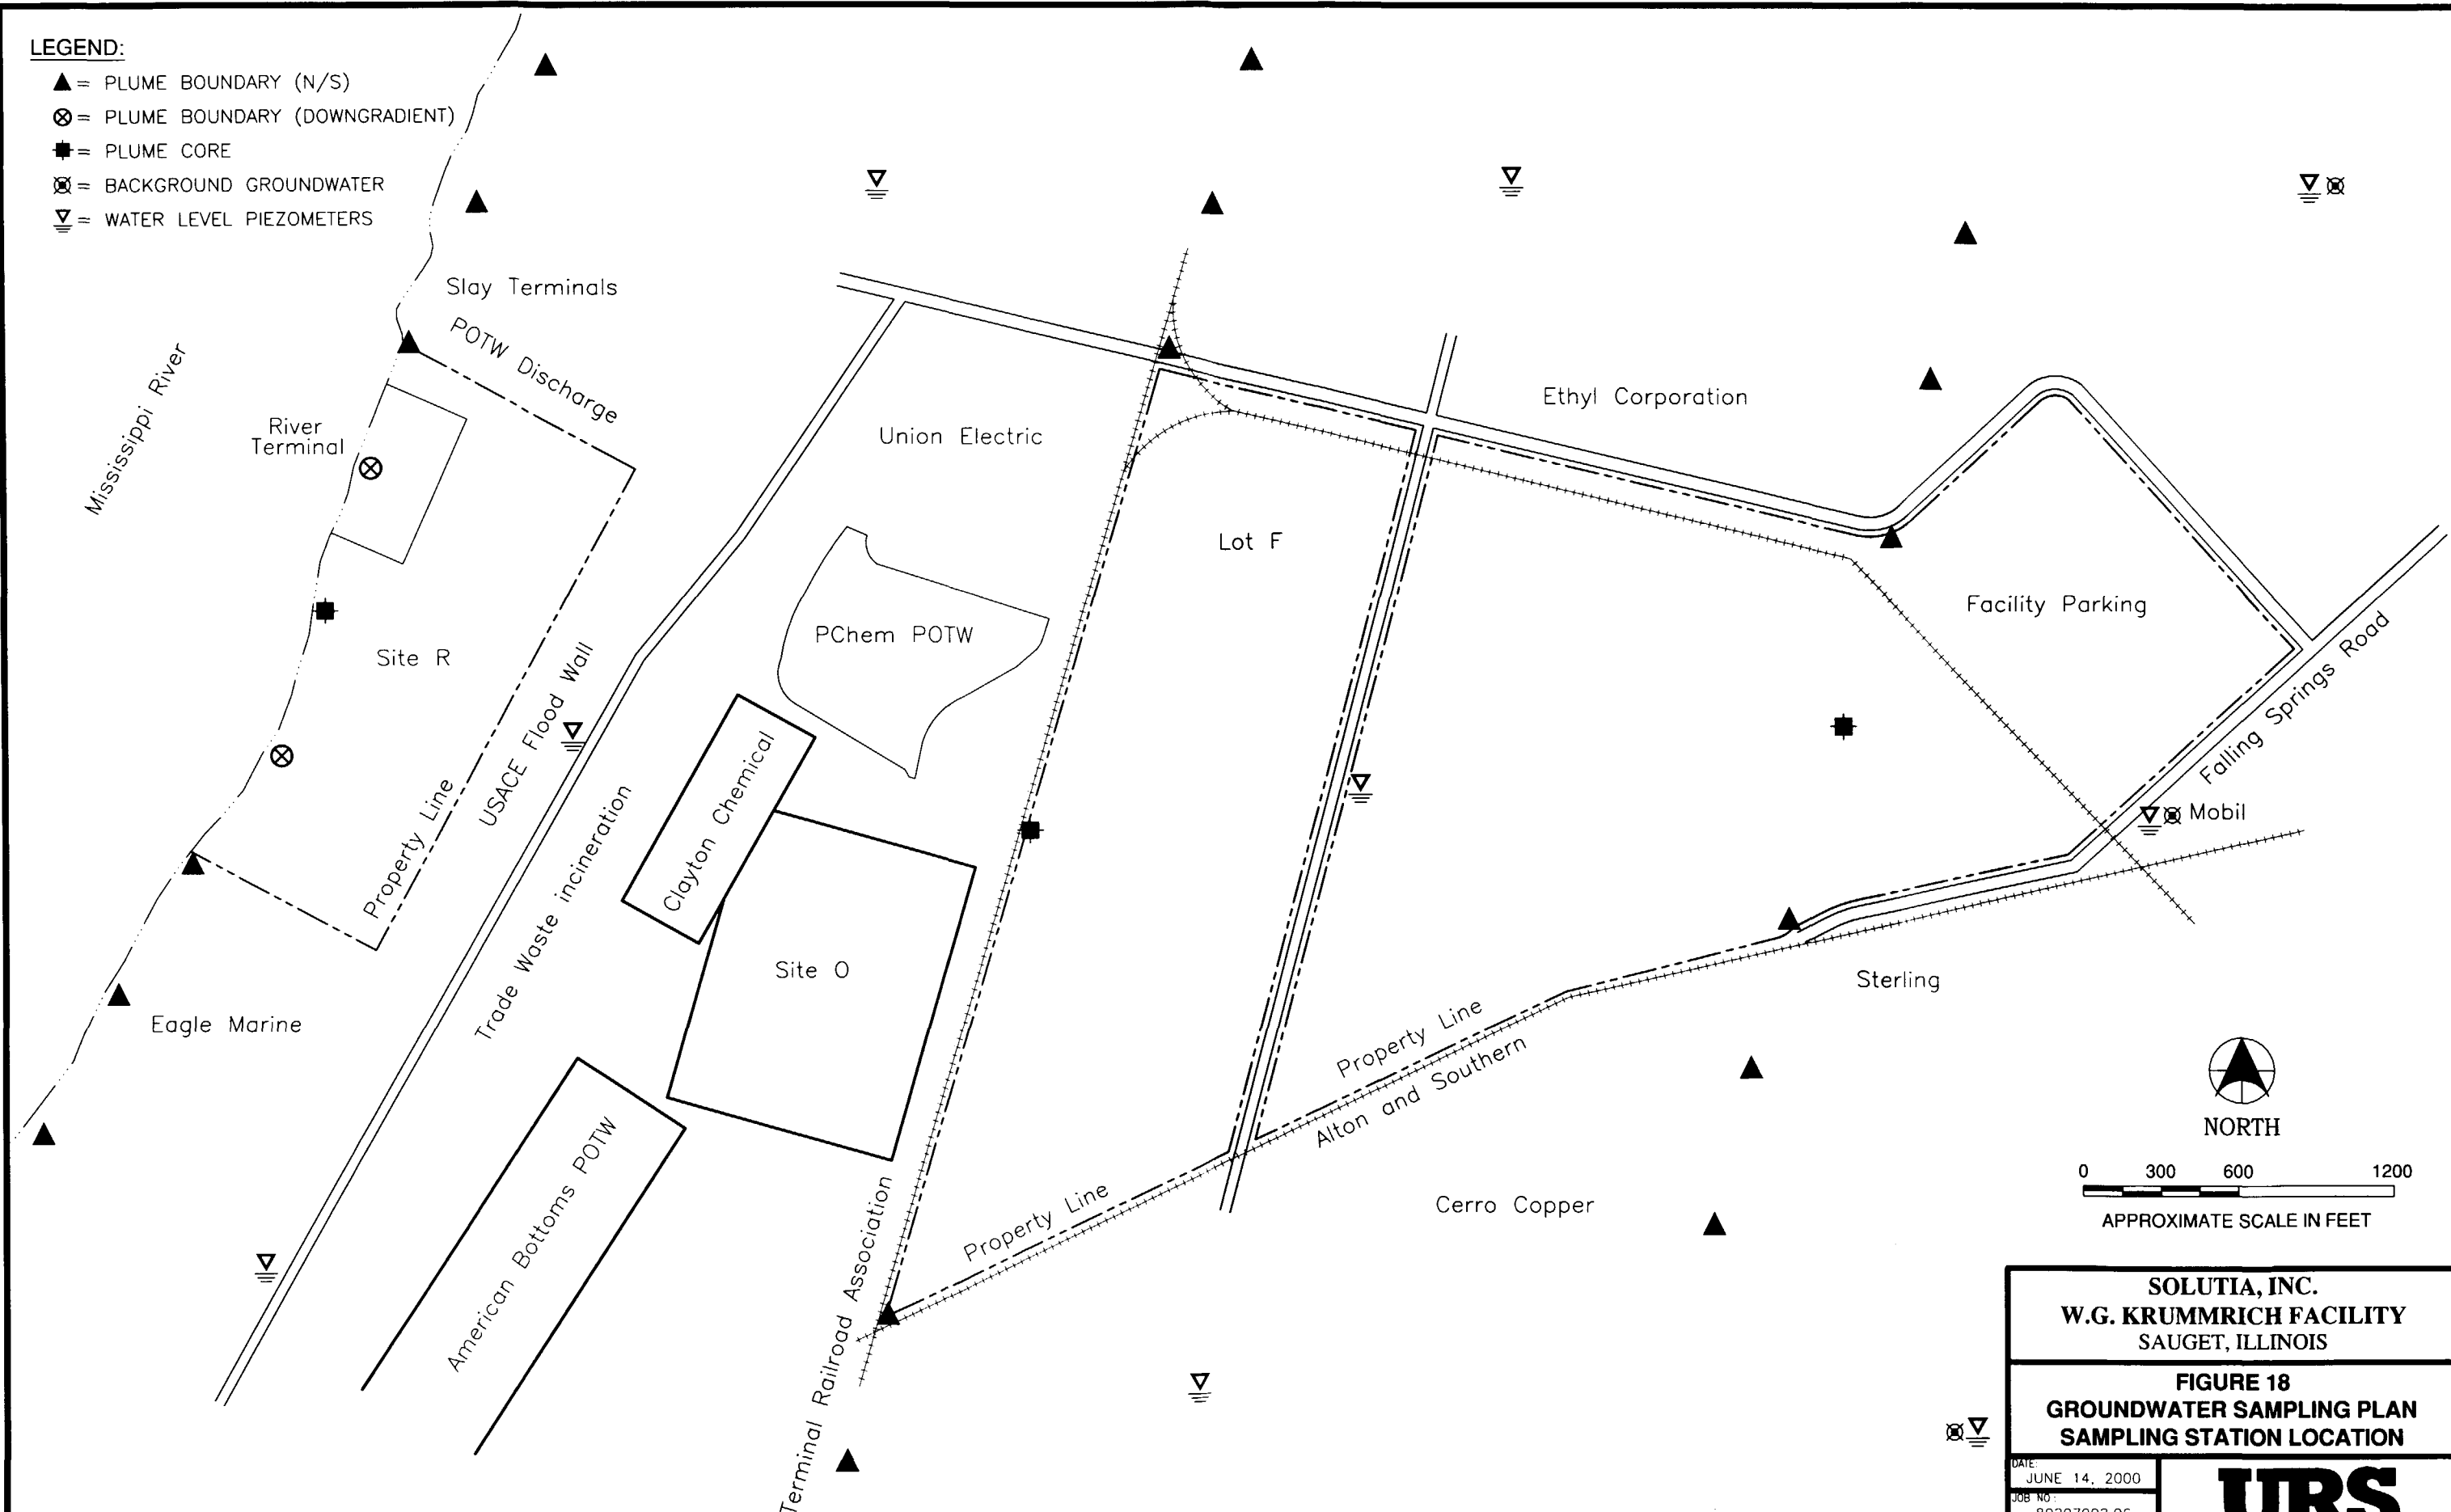 LEGEND:
= PLUME BOUNDARY (N/S)
= PLUME BOUNDARY (DOWNGRADIENT)
= PLUME CORE
= BACKGROUND GROUNDWATER
= WATER LEVEL PIEZOMETERS
Slay Terminals
POTW Discharge
Mississippi River
River
Terminal
Union Electric
Ethyl Corporation
Lot F
PChem POTW
Facility Parking
Site R
USACE Flood Wall
Falling Springs Road
Property Line
Clayton Chemical
Trade Waste incineration
Mobil
Site O
Sterling
Eagle Marine
Property Line
Alton and Southern
American Bottoms POTW
Terminal Railroad Association
Property Line
Cerro Copper
NORTH
0 300 600 1200
APPROXIMATE SCALE IN FEET
SOLUTIA, INC.
W.G. KRUMMRICH FACILITY
SAUGET, ILLINOIS
FIGURE 18
GROUNDWATER SAMPLING PLAN
SAMPLING STATION LOCATION
DATE:
JUNE 14, 2000
JOB NO.:
URS